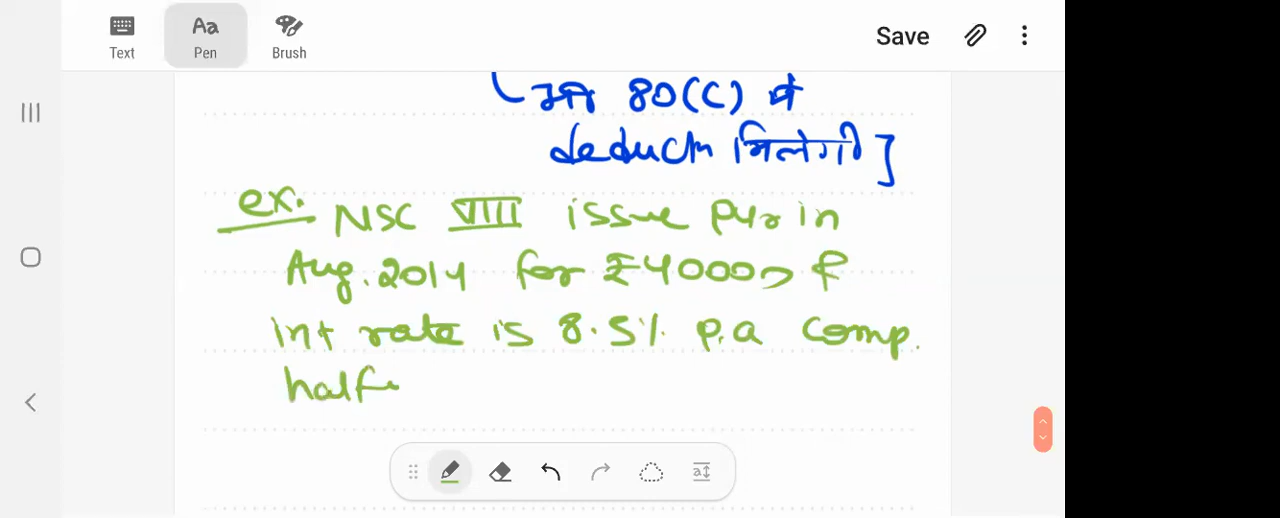 Text
Aa
Pen
Brush
Save
80(C) में
deductn मिलेगी]
ex. NSC VIII issue Pur in
Aug. 2014 for ₹40000 &
int rate is 8.5% p.a comp.
half